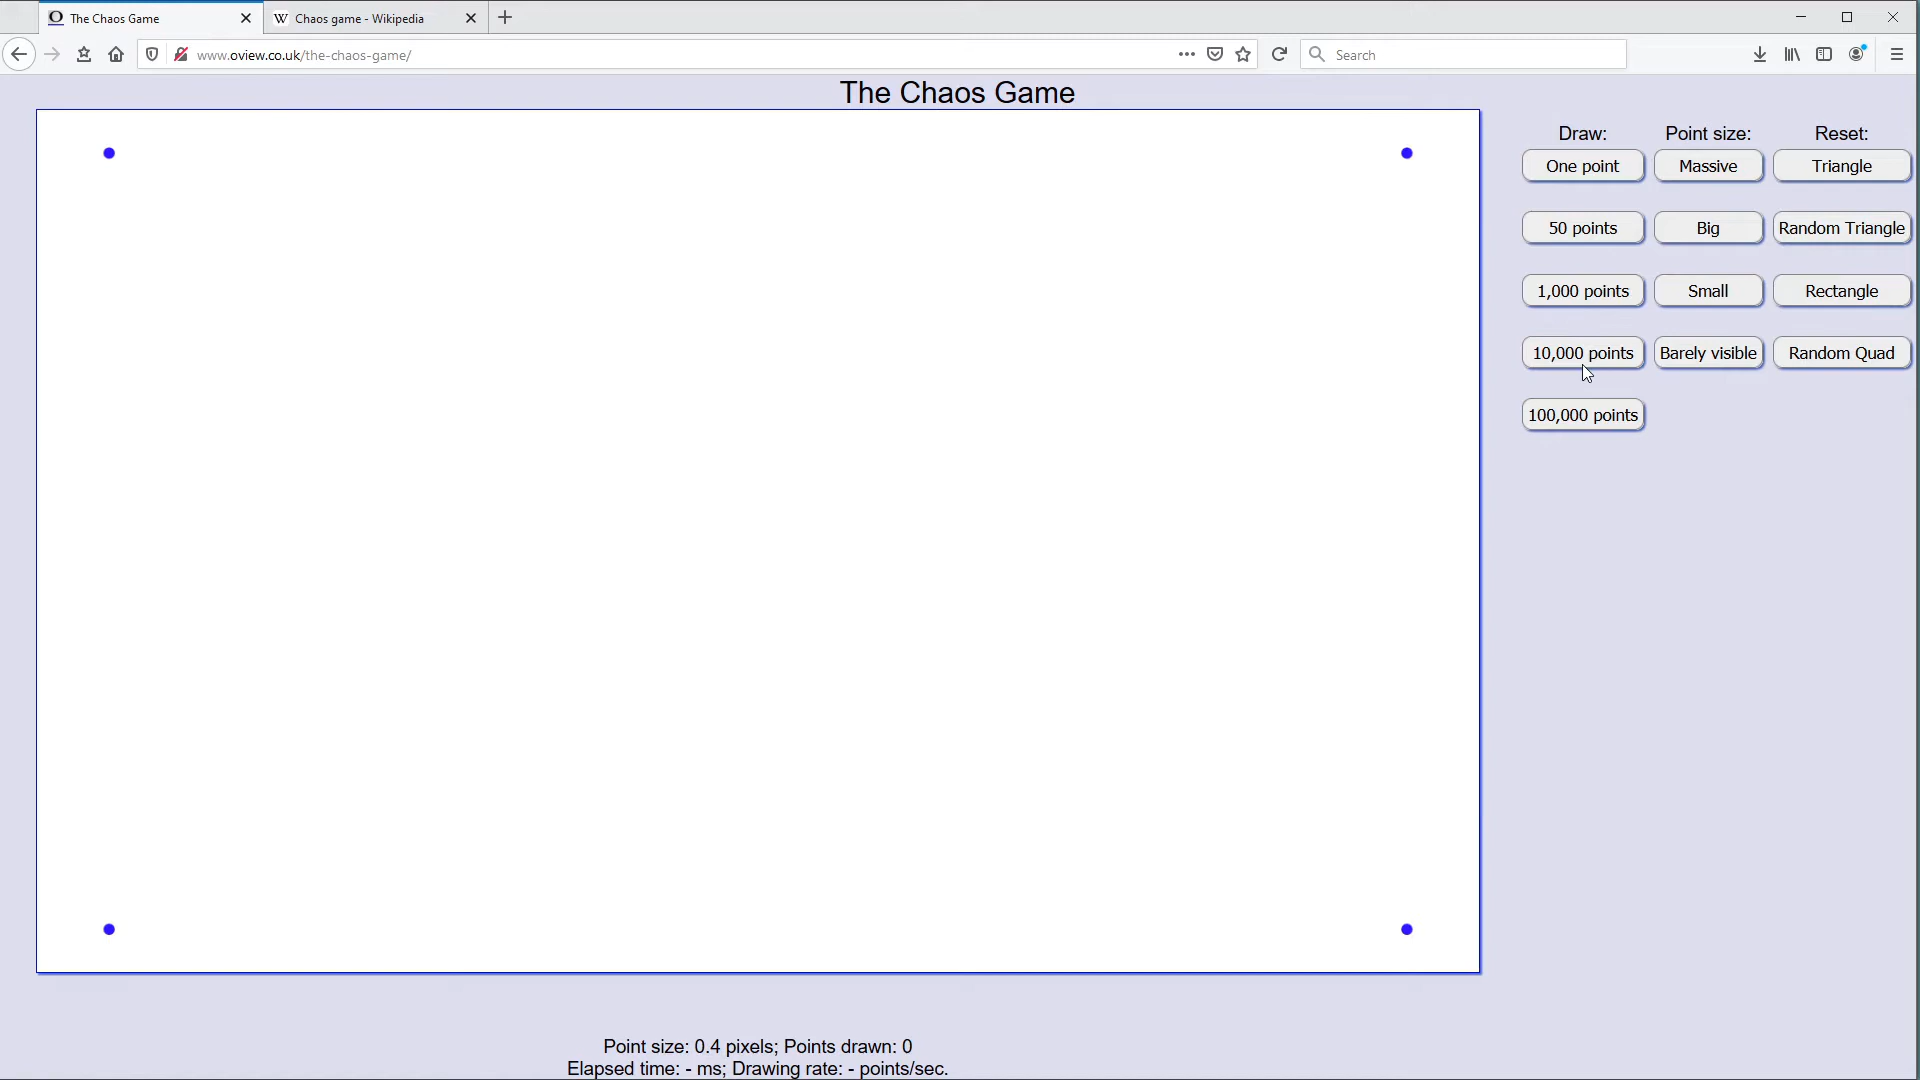 The Chaos Game
W Chaos game - Wikipedia
www.oview.co.uk/the-chaos-game/
Search
The Chaos Game
Draw: Point size: Reset:
One point Massive Triangle
50 points Big Random Triangle
1,000 points Small Rectangle
10,000 points Barely visible Random Quad
100,000 points
Point size: 0.4 pixels; Points drawn: 0
Elapsed time: - ms; Drawing rate: - points/sec.